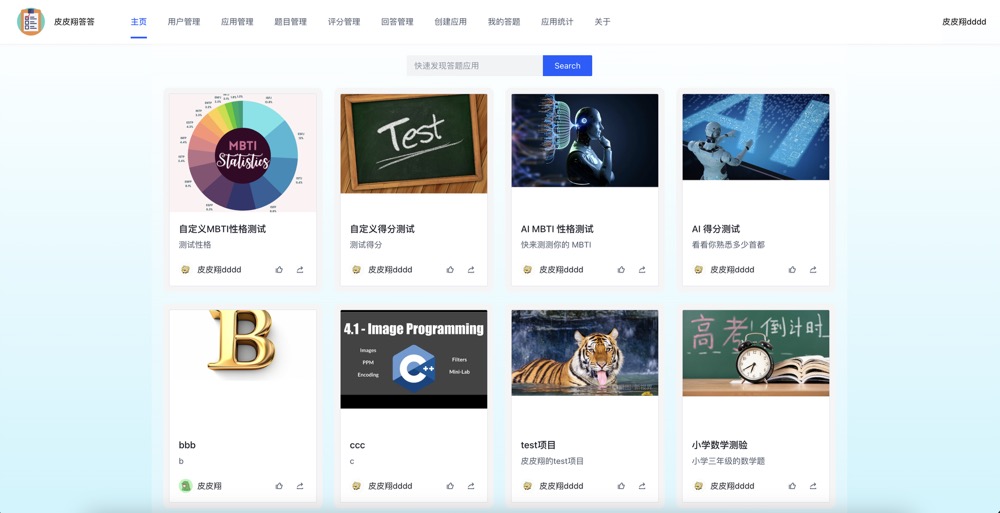 皮皮翔答答
主页 用户管理 应用管理 题目管理 评分管理 回答管理 创建应用 我的答题 应用统计 关于
皮皮翔dddd
快速发现答题应用 Search
MBTI
Statistics
Test
AI
自定义MBTI性格测试
测试性格
皮皮翔dddd
自定义得分测试
测试得分
皮皮翔dddd
AI MBTI 性格测试
快来测测你的 MBTI
皮皮翔dddd
AI 得分测试
看看你熟悉多少首都
皮皮翔dddd
B
4.1 - Image Programming
Images
PPM
Encoding
C++
Filters
Mini-Lab
高考 倒计时
bbb
b
皮皮翔
ccc
c
皮皮翔dddd
test项目
皮皮翔的test项目
皮皮翔dddd
小学数学测验
小学三年级的数学题
皮皮翔dddd